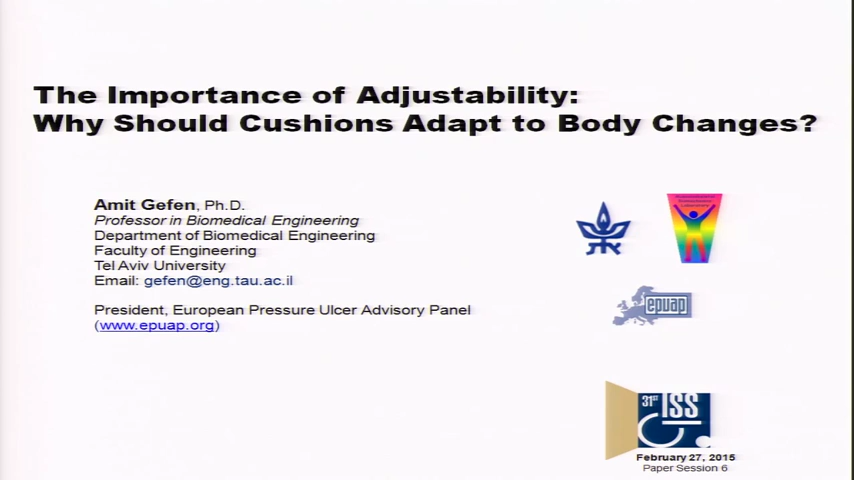 The Importance of Adjustability:
Why Should Cushions Adapt to Body Changes?
Amit Gefen, Ph.D.
Professor in Biomedical Engineering
Department of Biomedical Engineering
Faculty of Engineering
Tel Aviv University
Email: gefen@eng.tau.ac.il
President, European Pressure Ulcer Advisory Panel
(www.epuap.org)
epuap
31ST
ISS
February 27, 2015
Paper Session 6